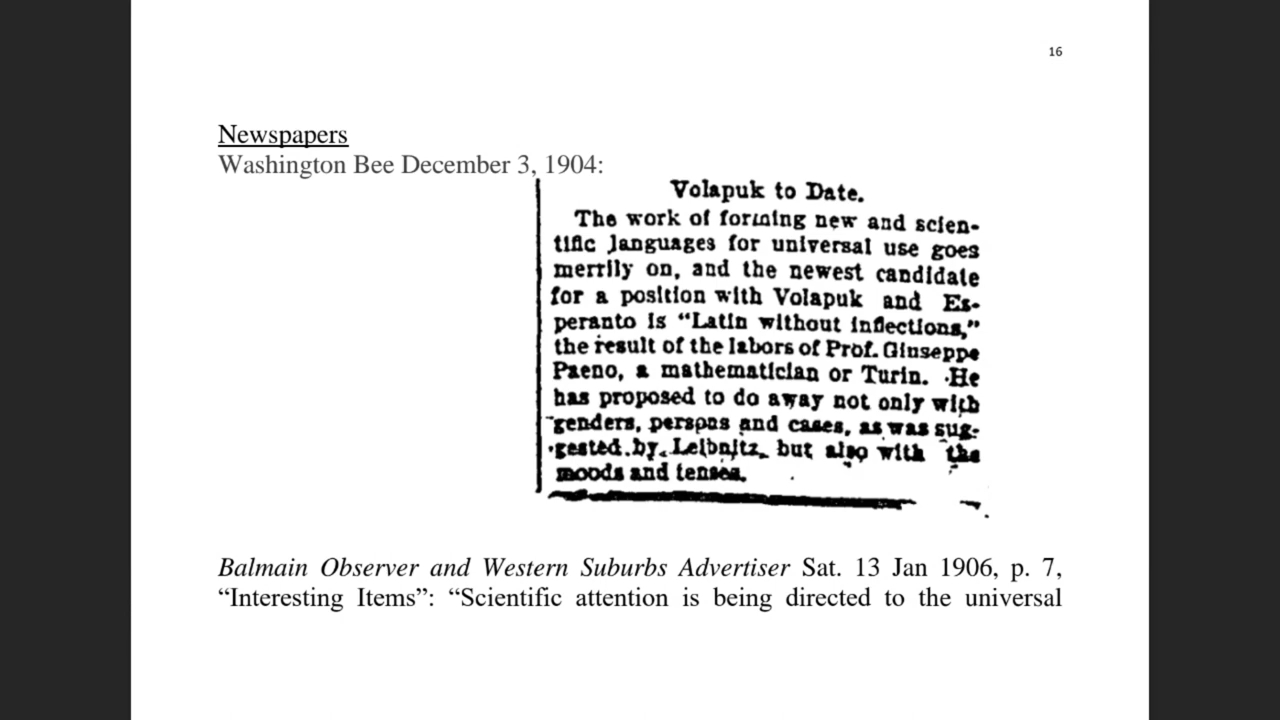 16
Newspapers
Washington Bee December 3, 1904:
Volapuk to Date.
The work of forming new and scien-
tific languages for universal use goes
merrily on, and the newest candidate
for a position with Volapuk and Es-
peranto is "Latin without inflections,"
the result of the labors of Prof. Giuseppe
Paeno, a mathematician or Turin. He
has proposed to do away not only with
genders, persons and cases, as was sug-
gested by Leibnitz, but also with the
moods and tenses.
Balmain Observer and Western Suburbs Advertiser Sat. 13 Jan 1906, p. 7,
“Interesting Items”: “Scientific attention is being directed to the universal